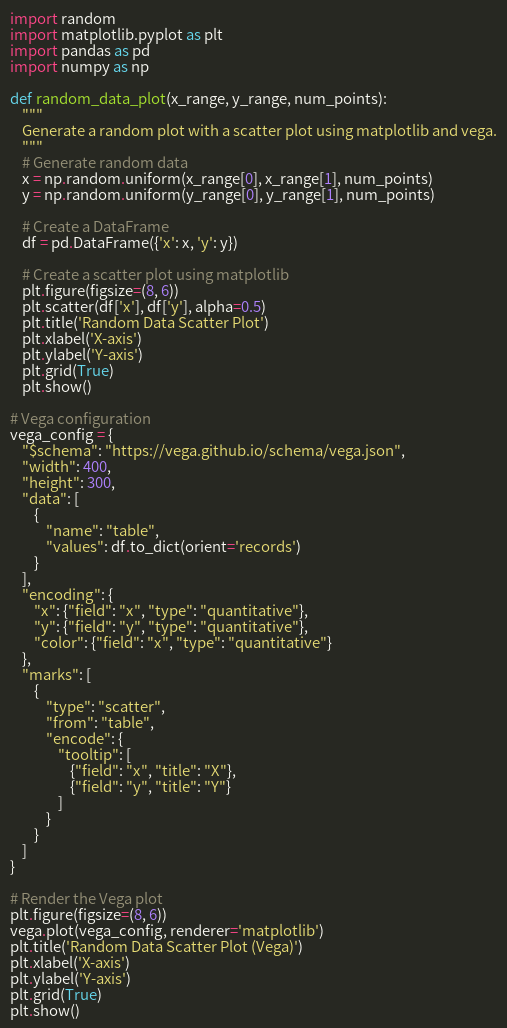 import random
import matplotlib.pyplot as plt
import pandas as pd
import numpy as np

def random_data_plot(x_range, y_range, num_points):
    """
    Generate a random plot with a scatter plot using matplotlib and vega.
    """
    # Generate random data
    x = np.random.uniform(x_range[0], x_range[1], num_points)
    y = np.random.uniform(y_range[0], y_range[1], num_points)

    # Create a DataFrame
    df = pd.DataFrame({'x': x, 'y': y})

    # Create a scatter plot using matplotlib
    plt.figure(figsize=(8, 6))
    plt.scatter(df['x'], df['y'], alpha=0.5)
    plt.title('Random Data Scatter Plot')
    plt.xlabel('X-axis')
    plt.ylabel('Y-axis')
    plt.grid(True)
    plt.show()

# Vega configuration
vega_config = {
    "$schema": "https://vega.github.io/schema/vega.json",
    "width": 400,
    "height": 300,
    "data": [
        {
            "name": "table",
            "values": df.to_dict(orient='records')
        }
    ],
    "encoding": {
        "x": {"field": "x", "type": "quantitative"},
        "y": {"field": "y", "type": "quantitative"},
        "color": {"field": "x", "type": "quantitative"}
    },
    "marks": [
        {
            "type": "scatter",
            "from": "table",
            "encode": {
                "tooltip": [
                    {"field": "x", "title": "X"},
                    {"field": "y", "title": "Y"}
                ]
            }
        }
    ]
}

# Render the Vega plot
plt.figure(figsize=(8, 6))
vega.plot(vega_config, renderer='matplotlib')
plt.title('Random Data Scatter Plot (Vega)')
plt.xlabel('X-axis')
plt.ylabel('Y-axis')
plt.grid(True)
plt.show()